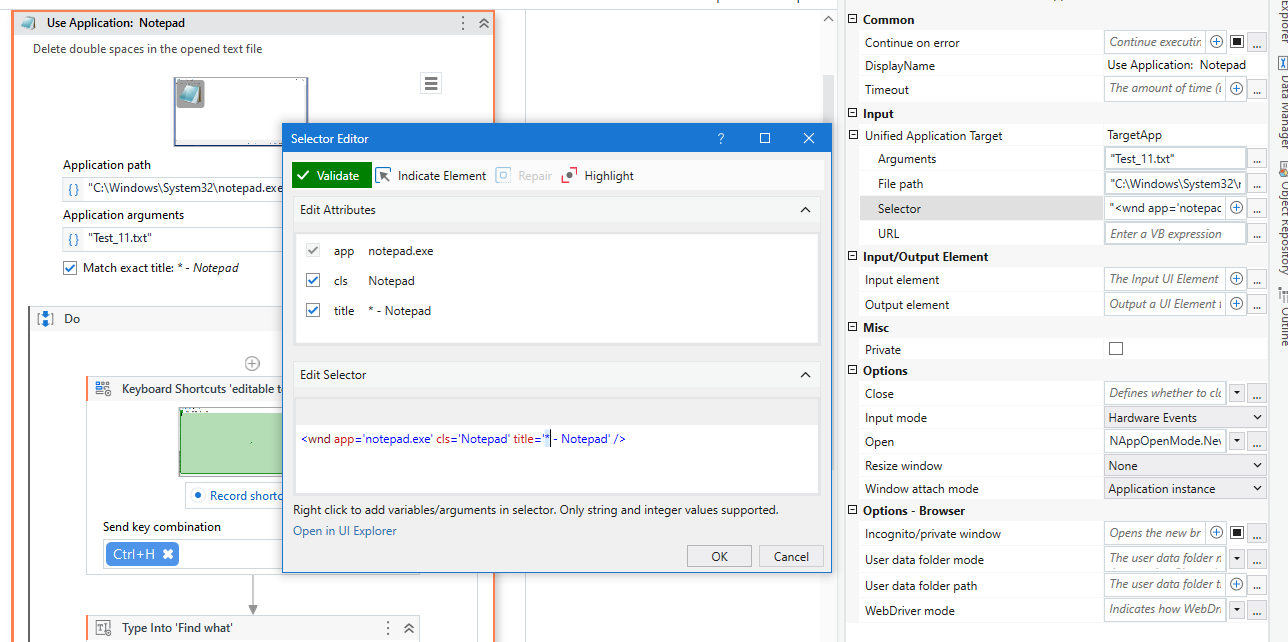 Use Application: Notepad
Delete double spaces in the opened text file
Application path
"C:\Windows\System32\notepad.exe
Application arguments
"Test_11.txt"
Match exact title: * - Notepad
Do
Keyboard Shortcuts 'editable t
Record shortc
Send key combination
Ctrl+H
Type Into 'Find what'
Selector Editor
?
Validate
Indicate Element
Repair
Highlight
Edit Attributes
app notepad.exe
cls Notepad
title * - Notepad
Edit Selector
<wnd app='notepad.exe' cls='Notepad' title='* - Notepad' />
Right click to add variables/arguments in selector. Only string and integer values supported.
Open in UI Explorer
OK
Cancel
Common
Continue on error Continue executin ...
DisplayName Use Application: Notepad
Timeout The amount of time (i ...
Input
Unified Application Target TargetApp
Arguments "Test_11.txt" ...
File path "C:\Windows\System32\r ...
Selector "<wnd app='notepad ...
URL Enter a VB expression ...
Input/Output Element
Input element The Input UI Element ...
Output element Output a UI Element t ...
Misc
Private
Options
Close Defines whether to clo ...
Input mode Hardware Events
Open NAppOpenMode.Nev ...
Resize window None
Window attach mode Application instance
Options - Browser
Incognito/private window Opens the new br ...
User data folder mode The user data folder n ...
User data folder path The user data folder t ...
WebDriver mode Indicates how WebDri ...
Explorer
Data Manager
Object Repository
Outline